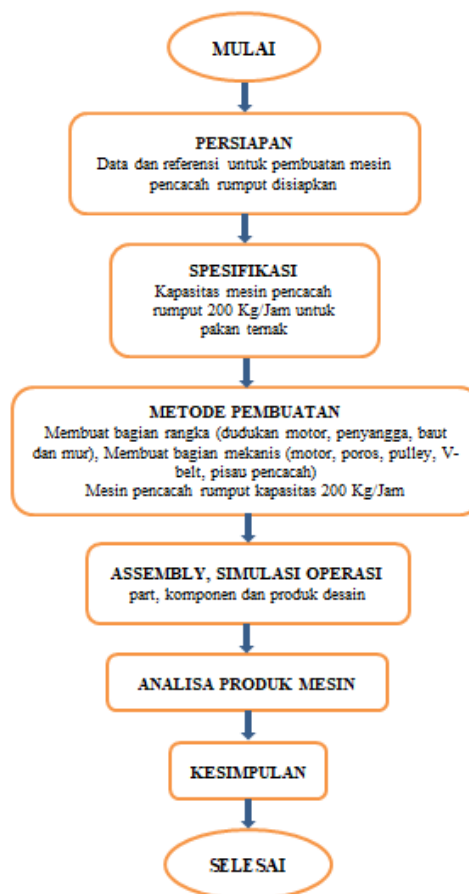 MULAI
PERSIAPAN
Data dan referensi untuk pembuatan mesin
pencacah rumput disiapkan
SPESIFIKASI
Kapasitas mesin pencacah
rumput 200 Kg/Jam untuk
pakan ternak
METODE PEMBUATAN
Membuat bagian rangka (dudukan motor, penyangga, baut
dan mur), Membuat bagian mekanis (motor, poros, pulley, V-
belt, pisau pencacah)
Mesin pencacah rumput kapasitas 200 Kg/Jam
ASSEMBLY, SIMULASI OPERASI
part, komponen dan produk desain
ANALISA PRODUK MESIN
KESIMPULAN
SELESAI